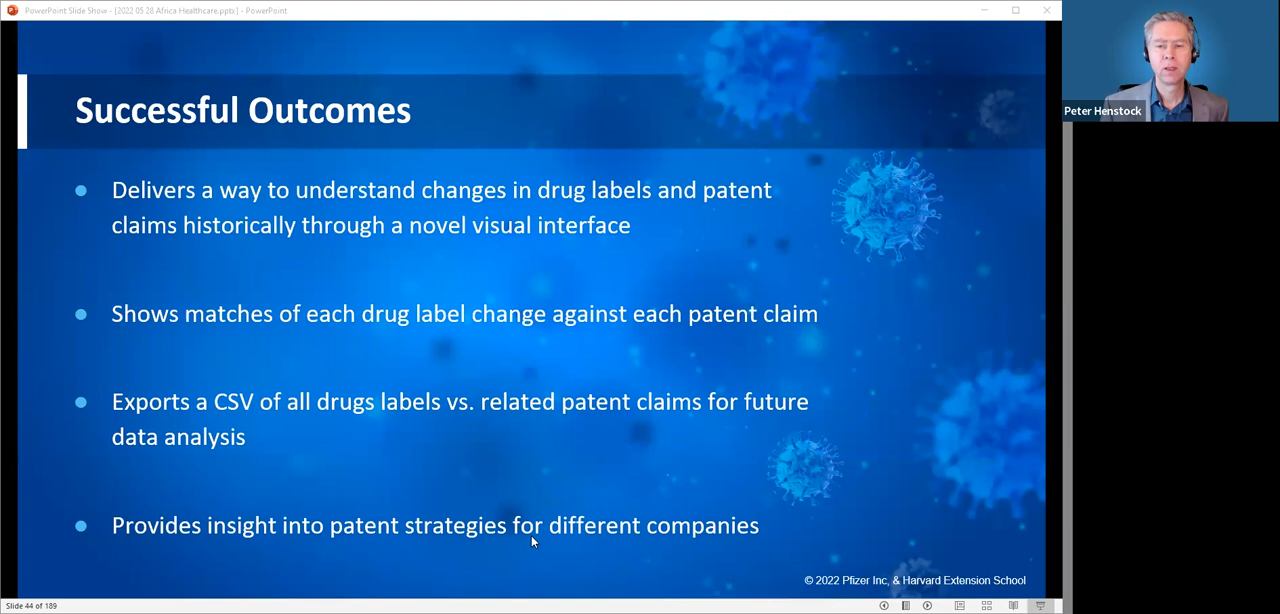 PowerPoint Slide Show - [2022 05 28 Africa Healthcare.pptx] - PowerPoint
Peter Henstock
Successful Outcomes
Delivers a way to understand changes in drug labels and patent
claims historically through a novel visual interface
Shows matches of each drug label change against each patent claim
Exports a CSV of all drugs labels vs. related patent claims for future
data analysis
Provides insight into patent strategies for different companies
© 2022 Pfizer Inc, & Harvard Extension School
Slide 44 of 189